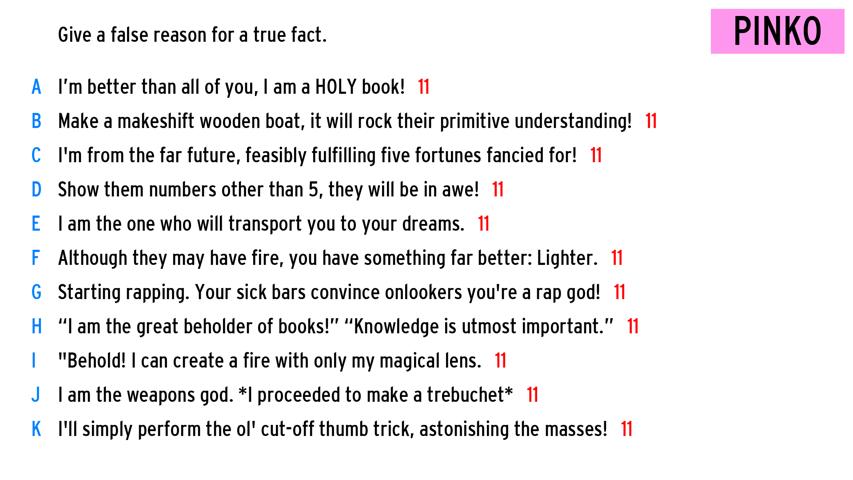 Give a false reason for a true fact.
PINKO
A I'm better than all of you, I am a HOLY book! 11
B Make a makeshift wooden boat, it will rock their primitive understanding! 11
C I'm from the far future, feasibly fulfilling five fortunes fancied for! 11
D Show them numbers other than 5, they will be in awe! 11
E I am the one who will transport you to your dreams. 11
F Although they may have fire, you have something far better: Lighter. 11
G Starting rapping. Your sick bars convince onlookers you're a rap god! 11
H “I am the great beholder of books!” “Knowledge is utmost important.” 11
I "Behold! I can create a fire with only my magical lens. 11
J I am the weapons god. *I proceeded to make a trebuchet* 11
K I'll simply perform the ol' cut-off thumb trick, astonishing the masses! 11